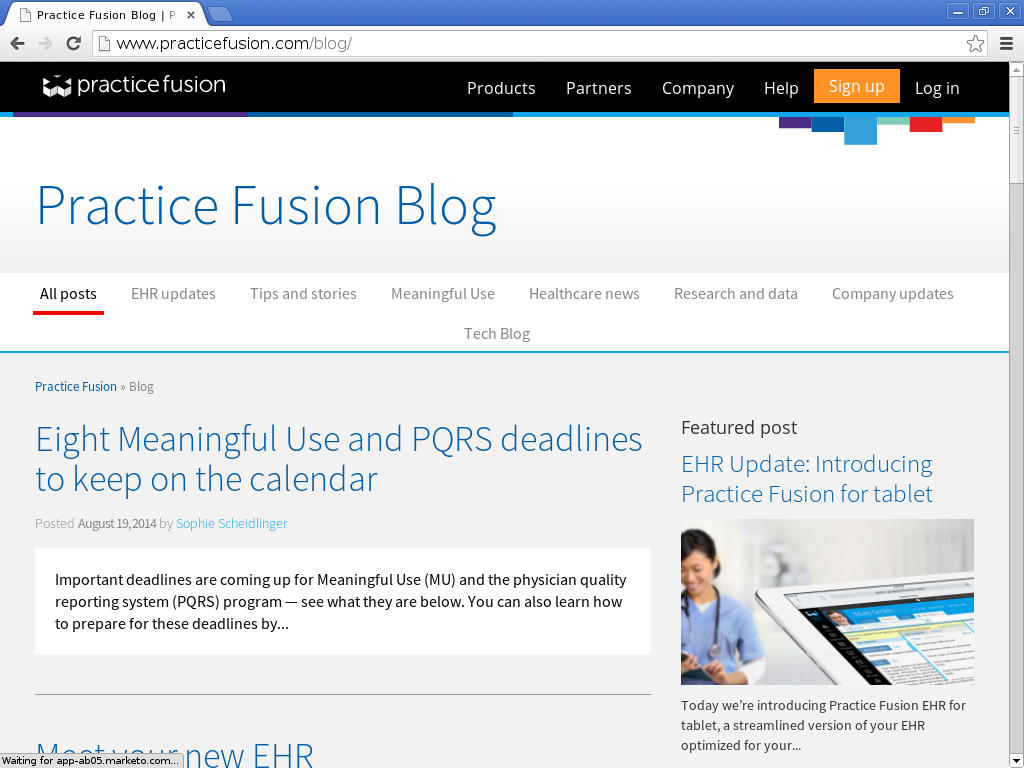 Practice Fusion Blog | P
www.practicefusion.com/blog/
practice fusion
Products Partners Company Help Sign up Log in
Practice Fusion Blog
All posts EHR updates Tips and stories Meaningful Use Healthcare news Research and data Company updates
Tech Blog
Practice Fusion » Blog
Eight Meaningful Use and PQRS deadlines
to keep on the calendar
Posted August 19, 2014 by Sophie Scheidlinger
Important deadlines are coming up for Meaningful Use (MU) and the physician quality
reporting system (PQRS) program — see what they are below. You can also learn how
to prepare for these deadlines by...
Meet your new EHR
Featured post
EHR Update: Introducing
Practice Fusion for tablet
Today we're introducing Practice Fusion EHR for
tablet, a streamlined version of your EHR
optimized for your...
Waiting for app-ab05.marketo.com...